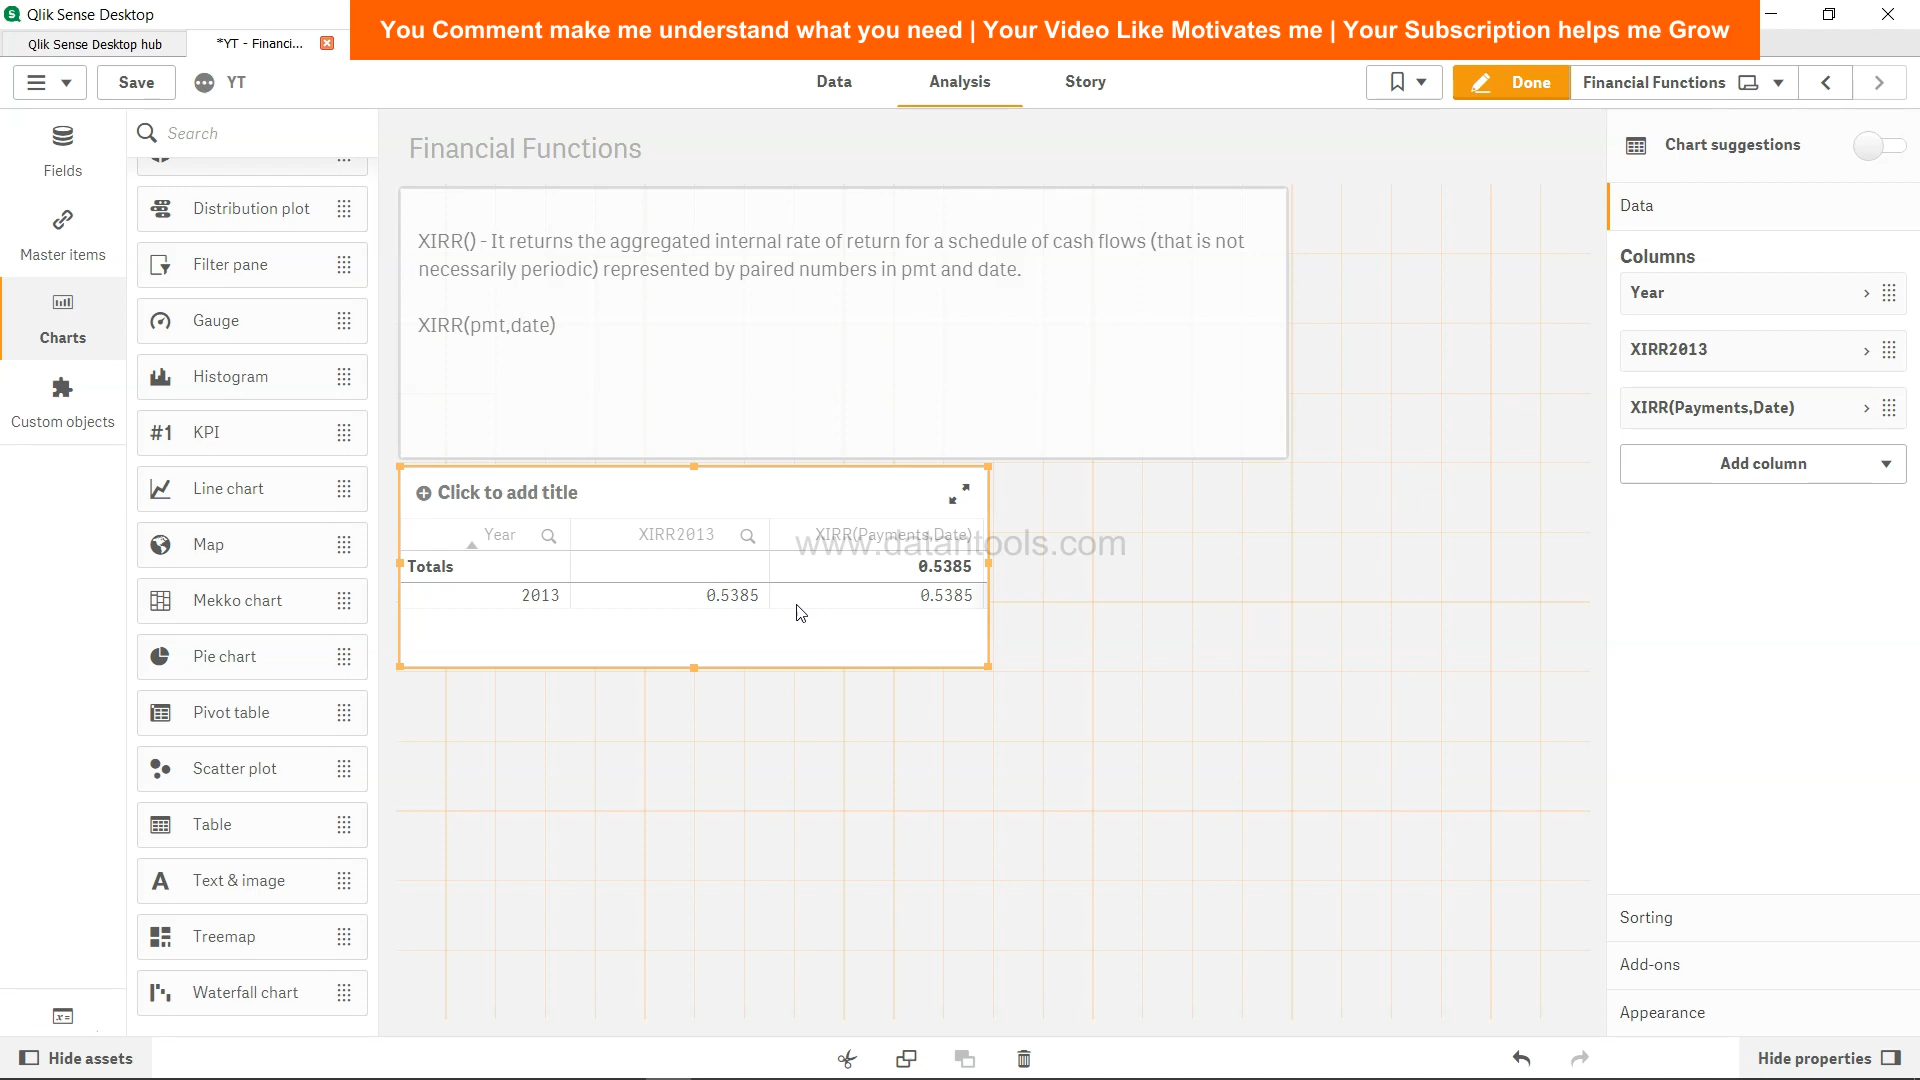 Qlik Sense Desktop
You Comment make me understand what you need | Your Video Like Motivates me | Your Subscription helps me Grow
Qlik Sense Desktop hub
*YT - Financi...
Save
YT
Data
Analysis
Story
Done
Financial Functions
Fields
Master items
Charts
Custom objects
Search
Distribution plot
Filter pane
Gauge
Histogram
#1 KPI
Line chart
Map
Mekko chart
Pie chart
Pivot table
Scatter plot
Table
A Text & image
Treemap
Waterfall chart
Financial Functions
XIRR() - It returns the aggregated internal rate of return for a schedule of cash flows (that is not
necessarily periodic) represented by paired numbers in pmt and date.
XIRR(pmt,date)
Click to add title
Year XIRR2013 XIRR(Payments,Date)
www.datantools.com
Totals 0.5385
2013 0.5385 0.5385
Chart suggestions
Data
Columns
Year
XIRR2013
XIRR(Payments,Date)
Add column
Sorting
Add-ons
Appearance
Hide assets
Hide properties